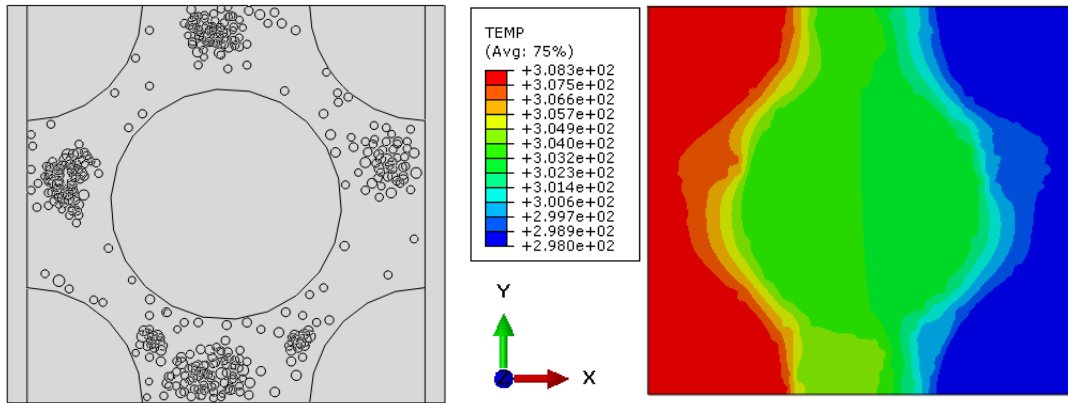 TEMP
(Avg: 75%)
+3.083e+02
+3.075e+02
+3.066e+02
+3.057e+02
+3.049e+02
+3.040e+02
+3.032e+02
+3.023e+02
+3.014e+02
+3.006e+02
+2.997e+02
+2.989e+02
+2.980e+02
Y
Z
X